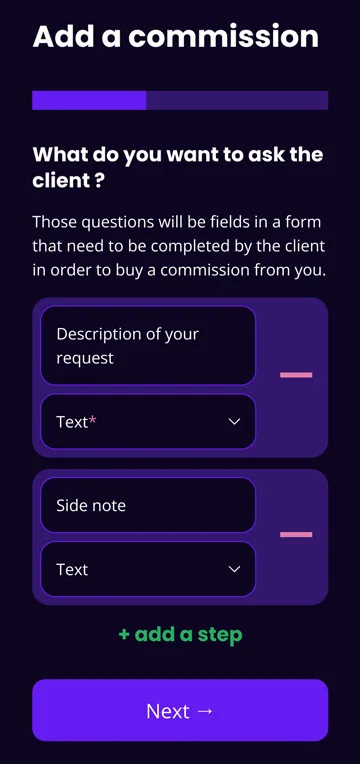 Add a commission
What do you want to ask the
client ?
Those questions will be fields in a form
that need to be completed by the client
in order to buy a commission from you.
Description of your
request
Text*
Side note
Text
+ add a step
Next →